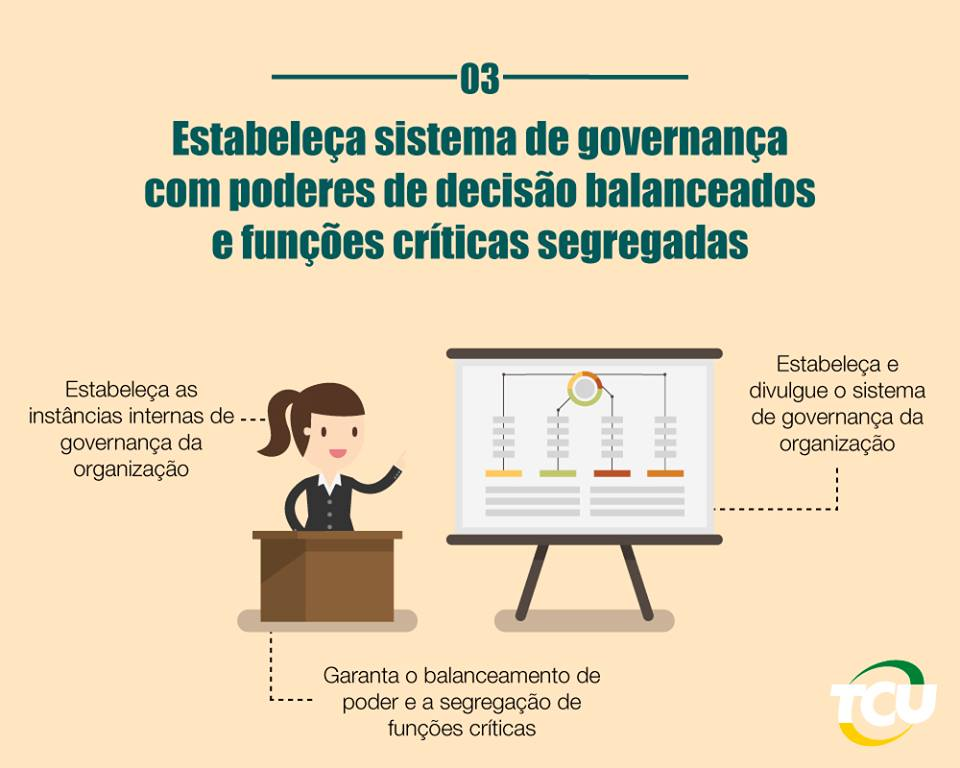 03
Estabeleça sistema de governança
com poderes de decisão balanceados
e funções críticas segregadas
Estabeleça as
instâncias internas de
governança da
organização
Estabeleça e
divulgue o sistema
de governança da
organização
Garanta o balanceamento de
poder e a segregação de
funções críticas
TCU